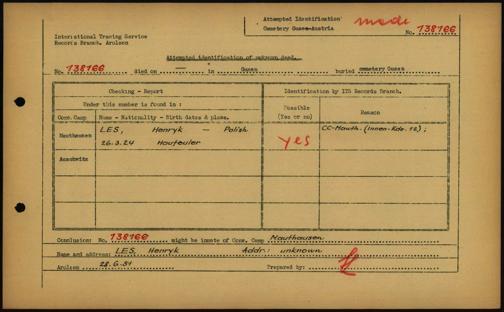 Attempted Identification made
Cemetery Gusen-Austria
No. 138166
International Tracing Service
Records Branch, Arolsen
Attempted identification of unknown dead.
No. 138166 died on — in Gusen buried cemetery Gusen
Checking - Report
Identification by ITS Records Branch.
Under this number is found in :
Possible (Yes or no)
Reason
Conc. Camp
Name - Nationality - Birth dates & place.
Mauthausen
LES, Henryk — Polish
26.3.24
yes
CC-Mauth. (Innen-Kdo. 12);
Auschwitz
Conclusion: No. 138166 might be inmate of Conc. Camp Mauthausen
Name and address: LES, Henryk Addr: unknown
Arolsen 28.6.51 Prepared by: